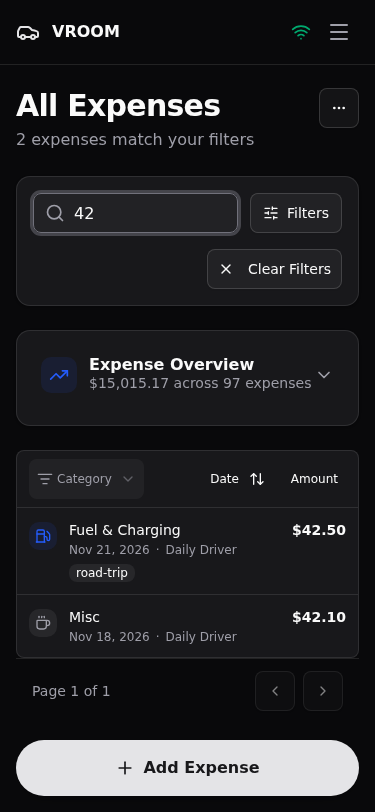 VROOM
All Expenses
2 expenses match your filters
42
Filters
Clear Filters
Expense Overview
$15,015.17 across 97 expenses
Category
Date
Amount
Fuel & Charging
$42.50
Nov 21, 2026 · Daily Driver
road-trip
Misc
$42.10
Nov 18, 2026 · Daily Driver
Page 1 of 1
Add Expense